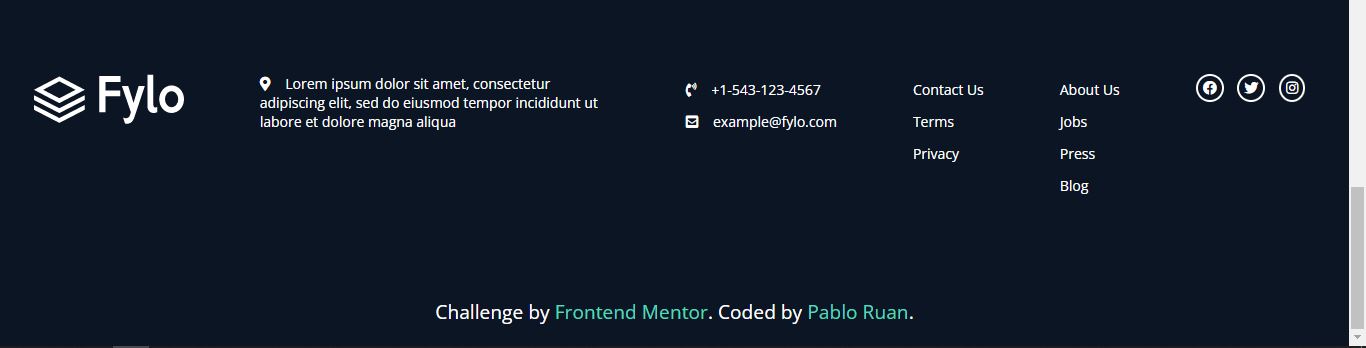 Fylo
Lorem ipsum dolor sit amet, consectetur
adipiscing elit, sed do eiusmod tempor incididunt ut
labore et dolore magna aliqua
+1-543-123-4567
example@fylo.com
Contact Us
Terms
Privacy
About Us
Jobs
Press
Blog
Challenge by Frontend Mentor. Coded by Pablo Ruan.